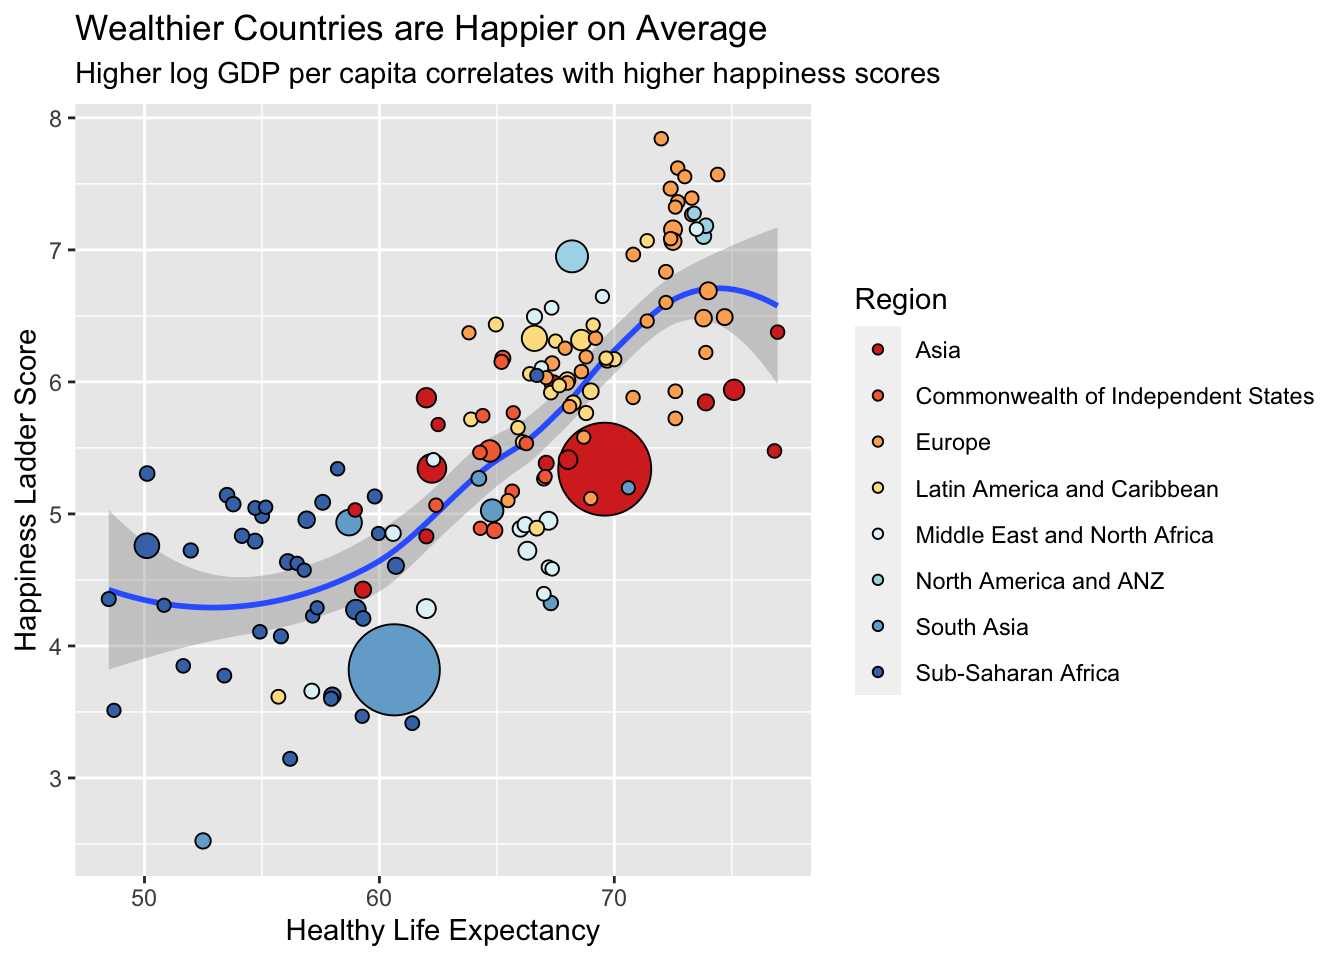 Wealthier Countries are Happier on Average
Higher log GDP per capita correlates with higher happiness scores
8
7
6
5
4
3
Happiness Ladder Score
50
60
70
Healthy Life Expectancy
Region
Asia
Commonwealth of Independent States
Europe
Latin America and Caribbean
Middle East and North Africa
North America and ANZ
South Asia
Sub-Saharan Africa